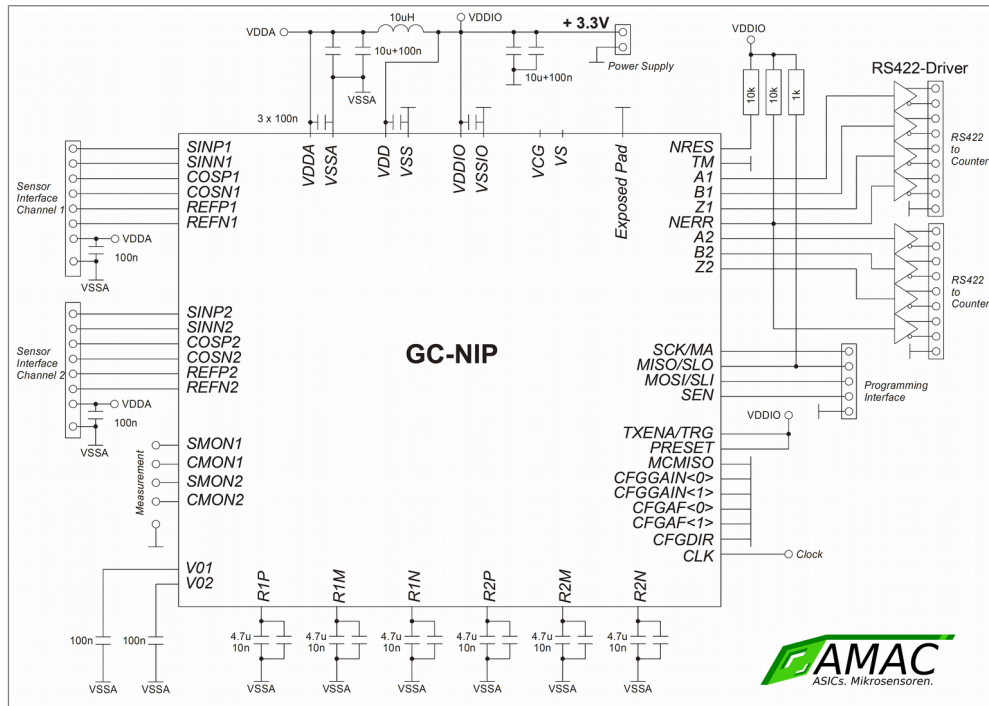 VDDA
10uH
VDDIO
+ 3.3V
10u+100n
10u+100n
Power Supply
VSSA
3 x 100n
VDDIO
10k
10k
1k
RS422-Driver
RS422
to
Counter
VDDA
VSSA
VDD
VSS
VDDIO
VSSIO
VCG
VS
Exposed Pad
Sensor
Interface
Channel 1
SINP1
SINN1
COSP1
COSN1
REFP1
REFN1
VDDA
100n
VSSA
NRES
TM
A1
B1
Z1
NERR
A2
B2
Z2
RS422
to
Counter
Sensor
Interface
Channel 2
SINP2
SINN2
COSP2
COSN2
REFP2
REFN2
VDDA
100n
VSSA
GC-NIP
SCK/MA
MISO/SLO
MOSI/SLI
SEN
Programming
Interface
VDDIO
Measurement
SMON1
CMON1
SMON2
CMON2
TXENA/TRG
PRESET
MCMISO
CFGGAIN<0>
CFGGAIN<1>
CFGAF<0>
CFGAF<1>
CFGDIR
CLK
Clock
V01
V02
100n
100n
VSSA
VSSA
R1P
R1M
R1N
R2P
R2M
R2N
4.7u
10n
4.7u
10n
4.7u
10n
4.7u
10n
4.7u
10n
4.7u
10n
VSSA
VSSA
VSSA
VSSA
VSSA
VSSA
AMAC
ASICs. Mikrosensoren.